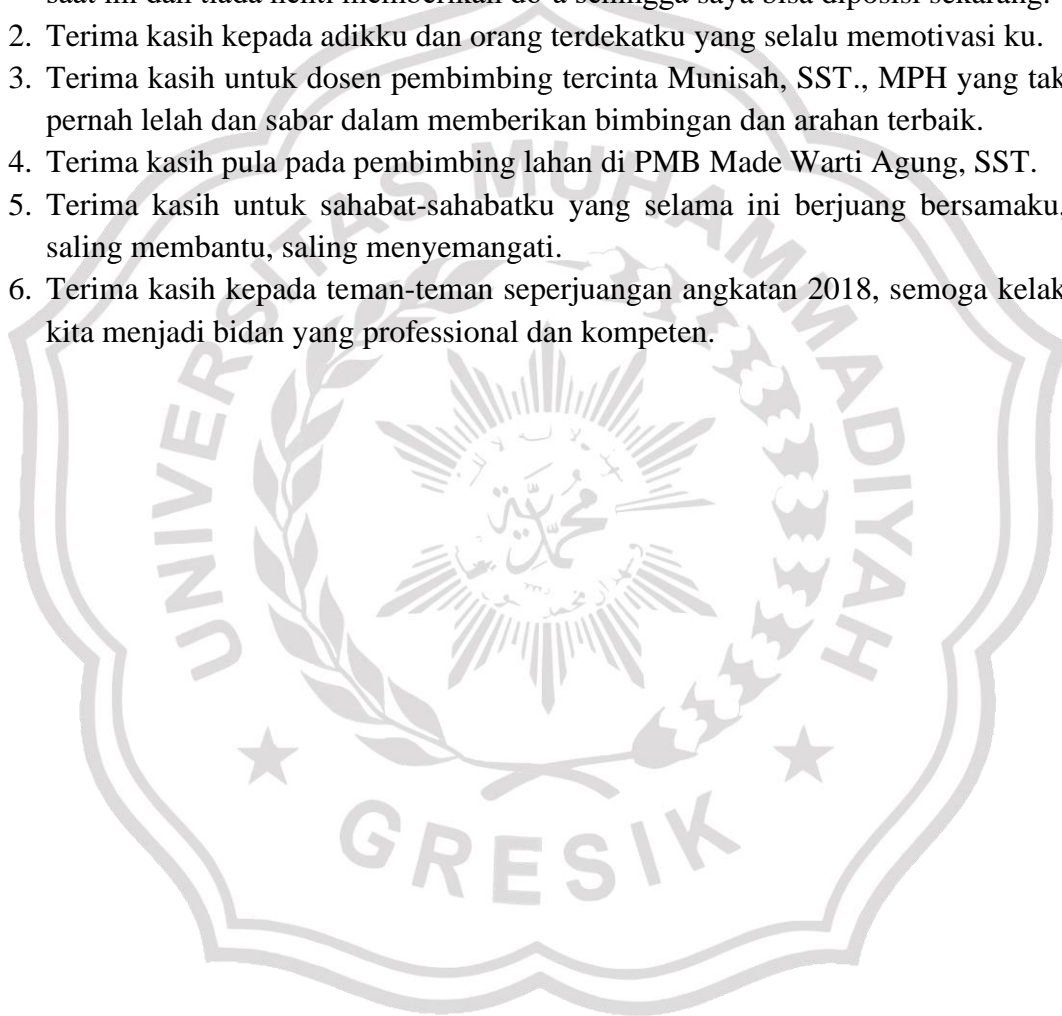 saat ini dan tiada henti memberikan do'a sehingga saya bisa diposisi sekarang.
2. Terima kasih kepada adikku dan orang terdekatku yang selalu memotivasi ku.
3. Terima kasih untuk dosen pembimbing tercinta Munisah, SST., MPH yang tak
pernah lelah dan sabar dalam memberikan bimbingan dan arahan terbaik.
4. Terima kasih pula pada pembimbing lahan di PMB Made Warti Agung, SST.
5. Terima kasih untuk sahabat-sahabatku yang selama ini berjuang bersamaku,
saling membantu, saling menyemangati.
6. Terima kasih kepada teman-teman seperjuangan angkatan 2018, semoga kelak
kita menjadi bidan yang professional dan kompeten.
UNIVERSITAS MUHAMMADIYAH
GRESIK